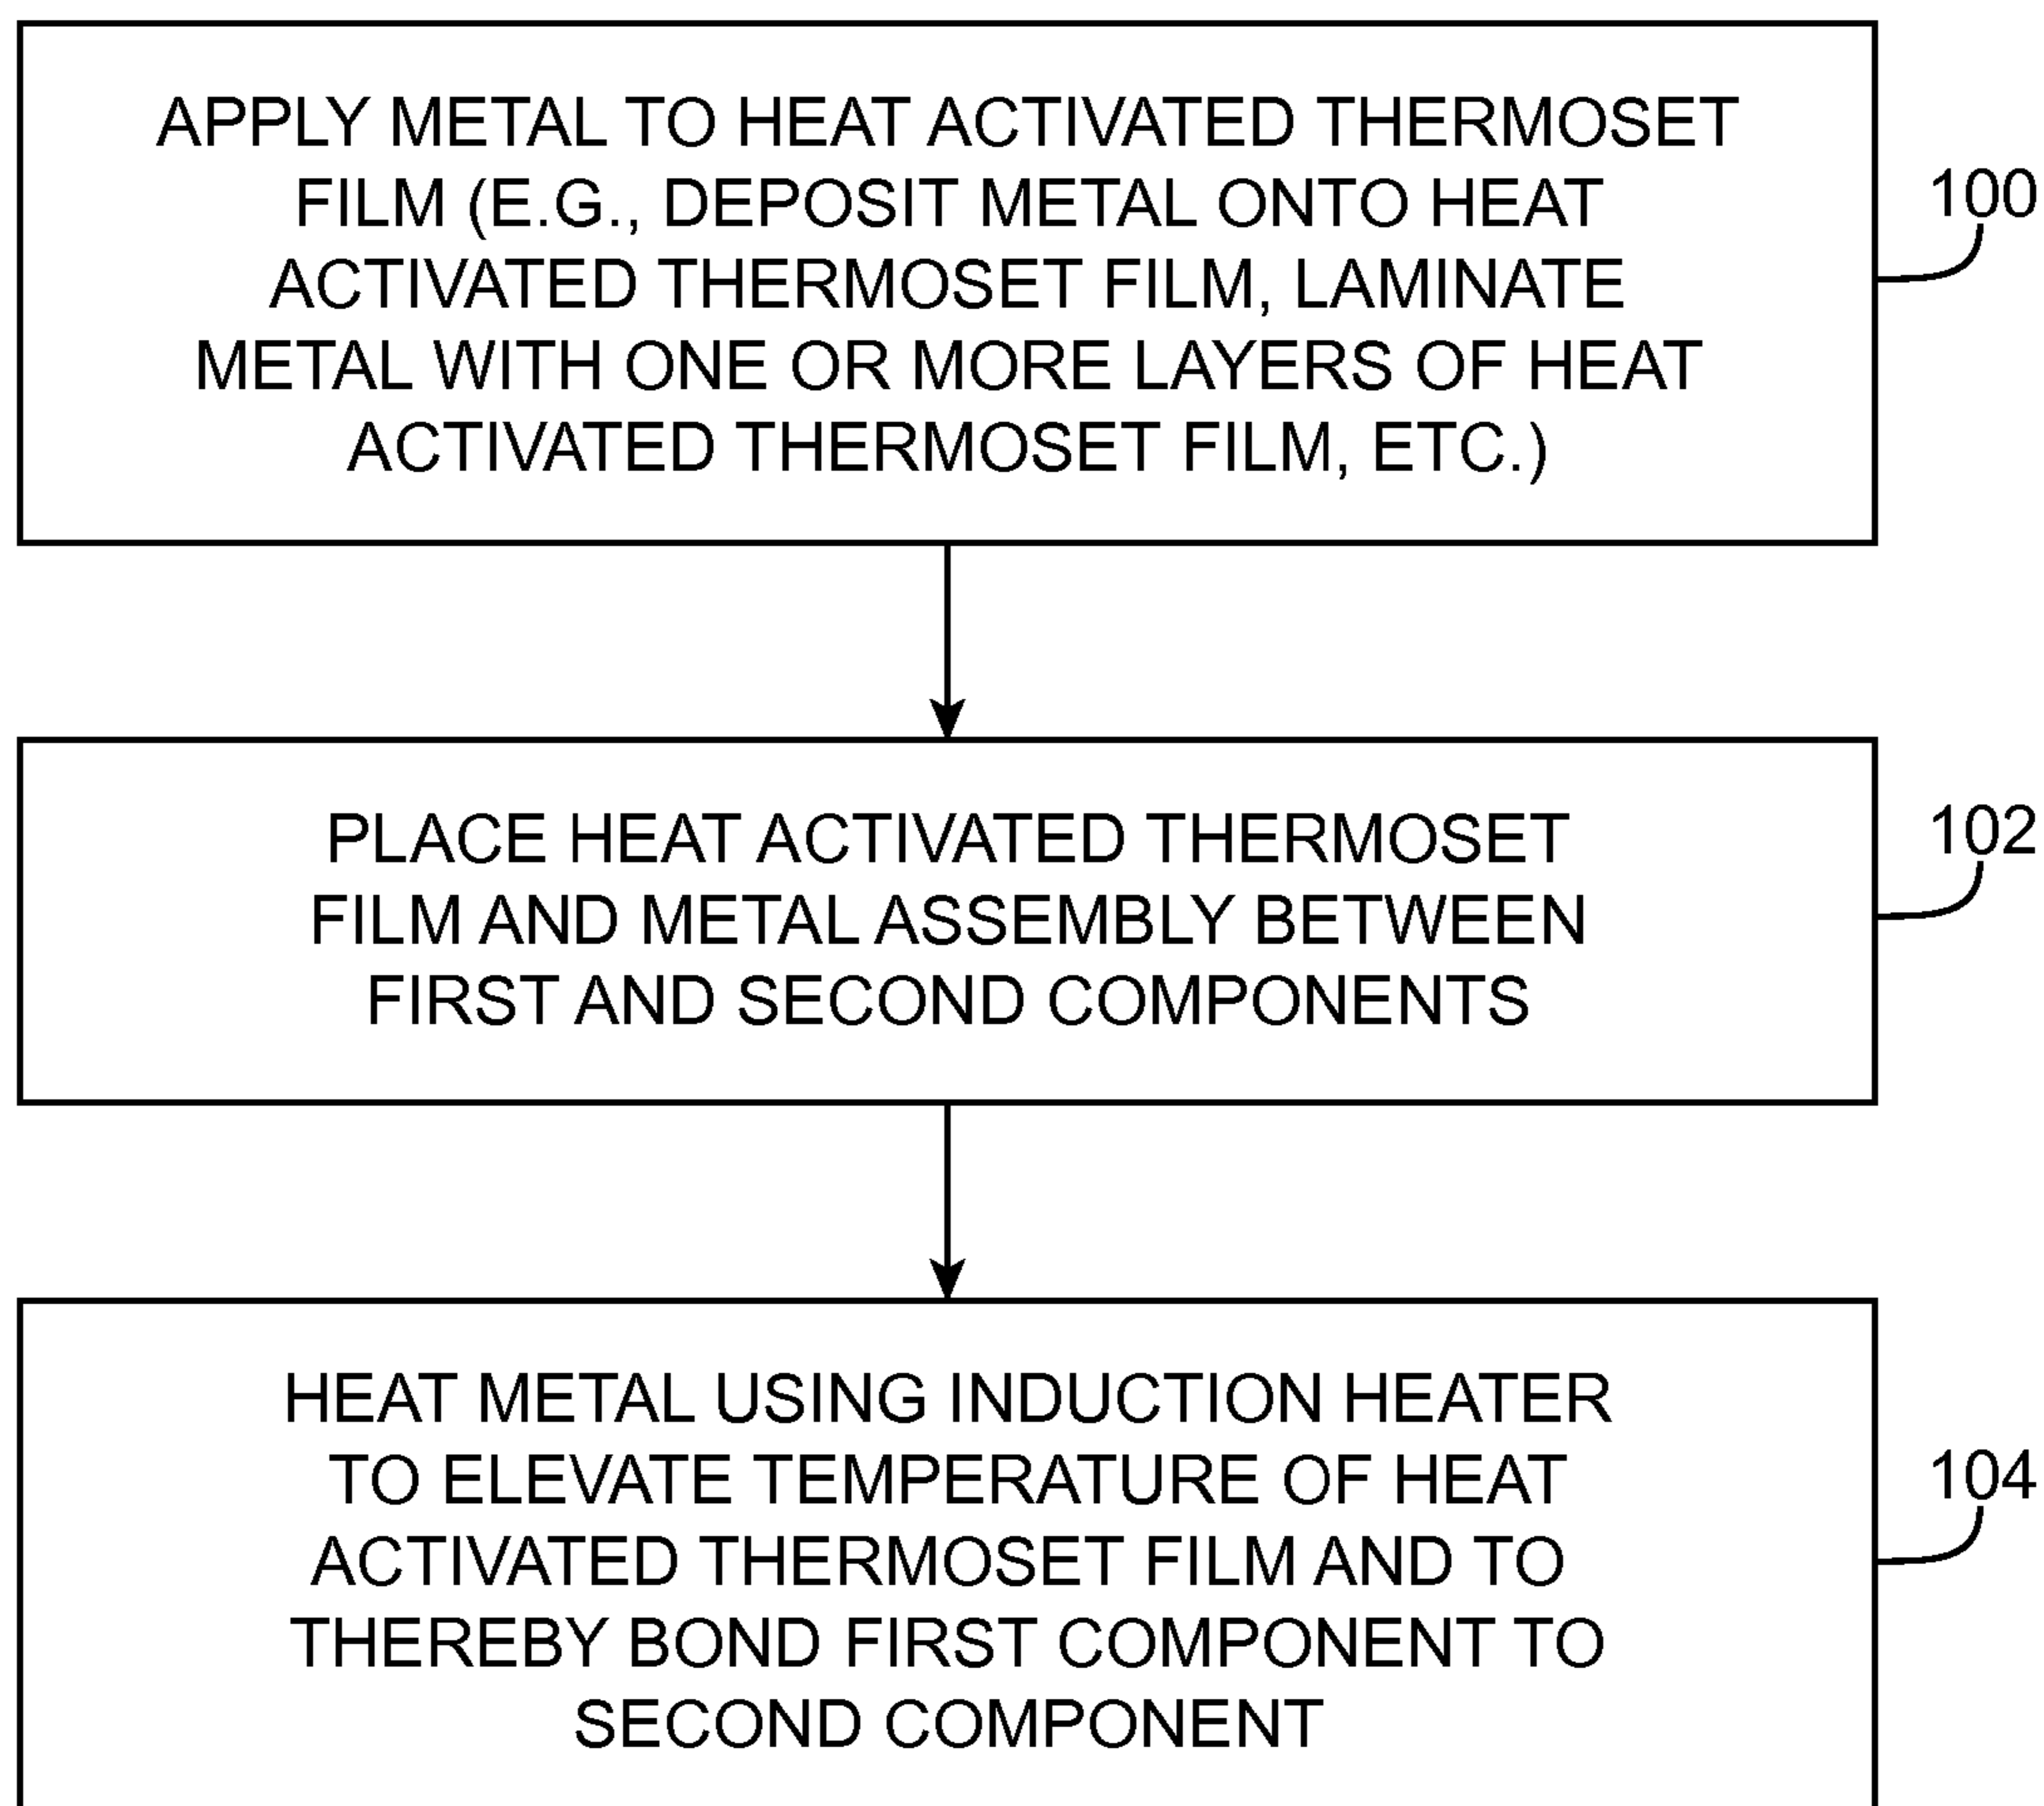 APPLY METAL TO HEAT ACTIVATED THERMOSET
FILM (E.G., DEPOSIT METAL ONTO HEAT
ACTIVATED THERMOSET FILM, LAMINATE
METAL WITH ONE OR MORE LAYERS OF HEAT
ACTIVATED THERMOSET FILM, ETC.)
100
PLACE HEAT ACTIVATED THERMOSET
FILM AND METAL ASSEMBLY BETWEEN
FIRST AND SECOND COMPONENTS
102
HEAT METAL USING INDUCTION HEATER
TO ELEVATE TEMPERATURE OF HEAT
ACTIVATED THERMOSET FILM AND TO
THEREBY BOND FIRST COMPONENT TO
SECOND COMPONENT
104